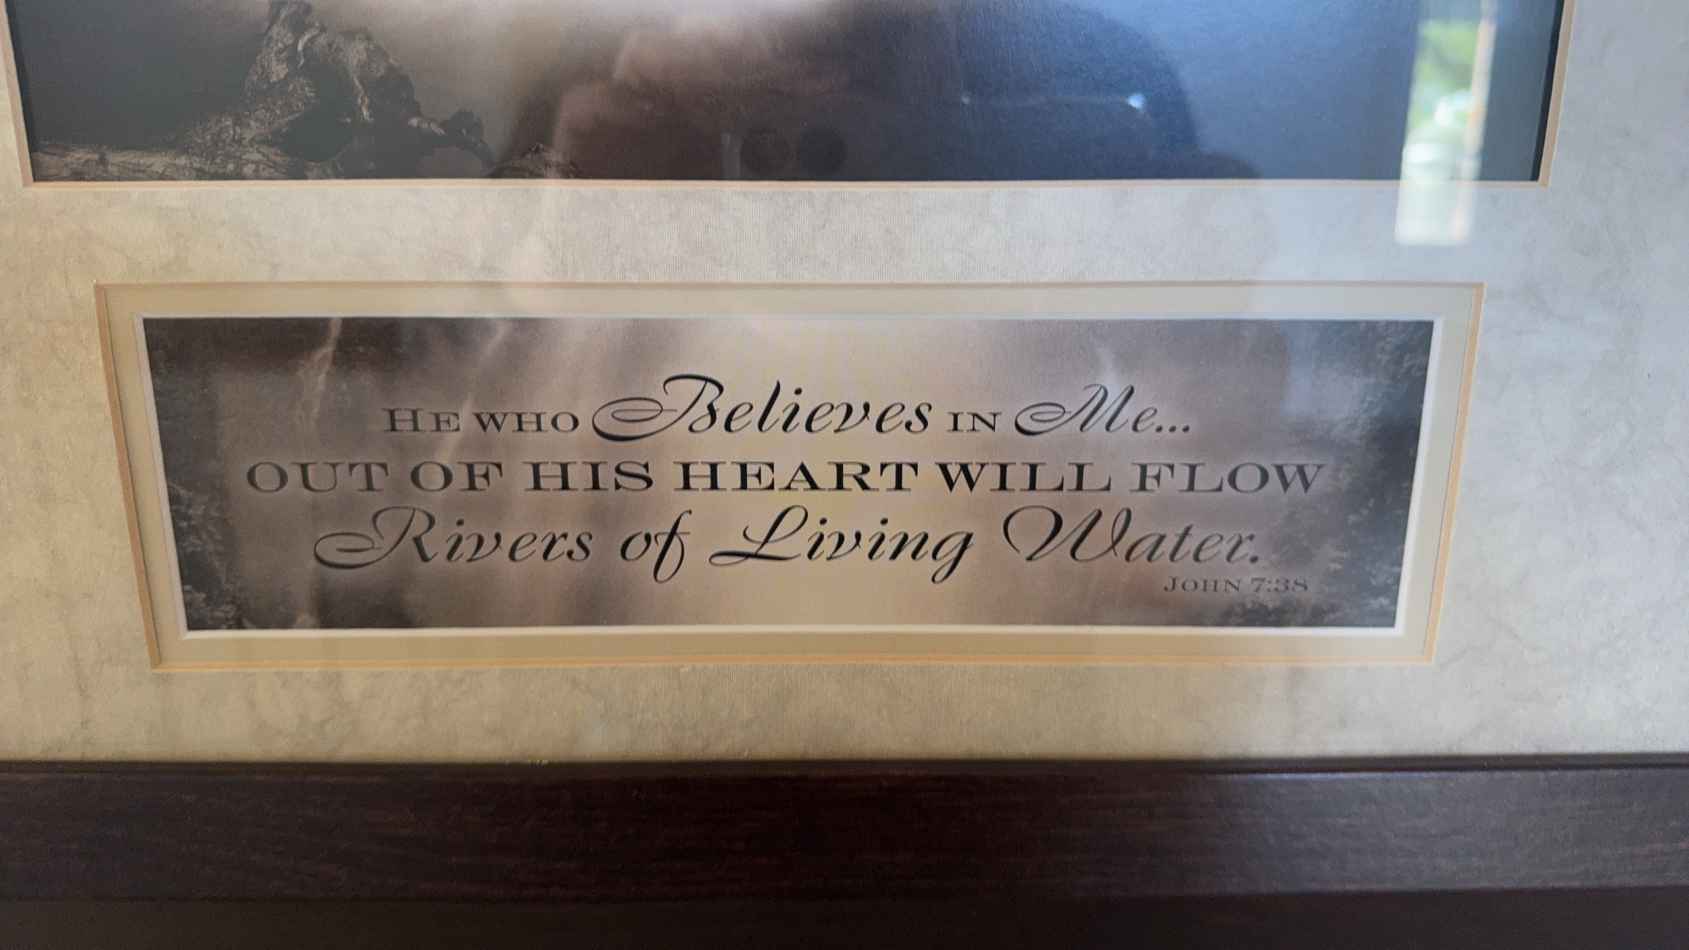 He who Believes in Me...
OUT OF HIS HEART WILL FLOW
Rivers of Living Water.
John 7:38